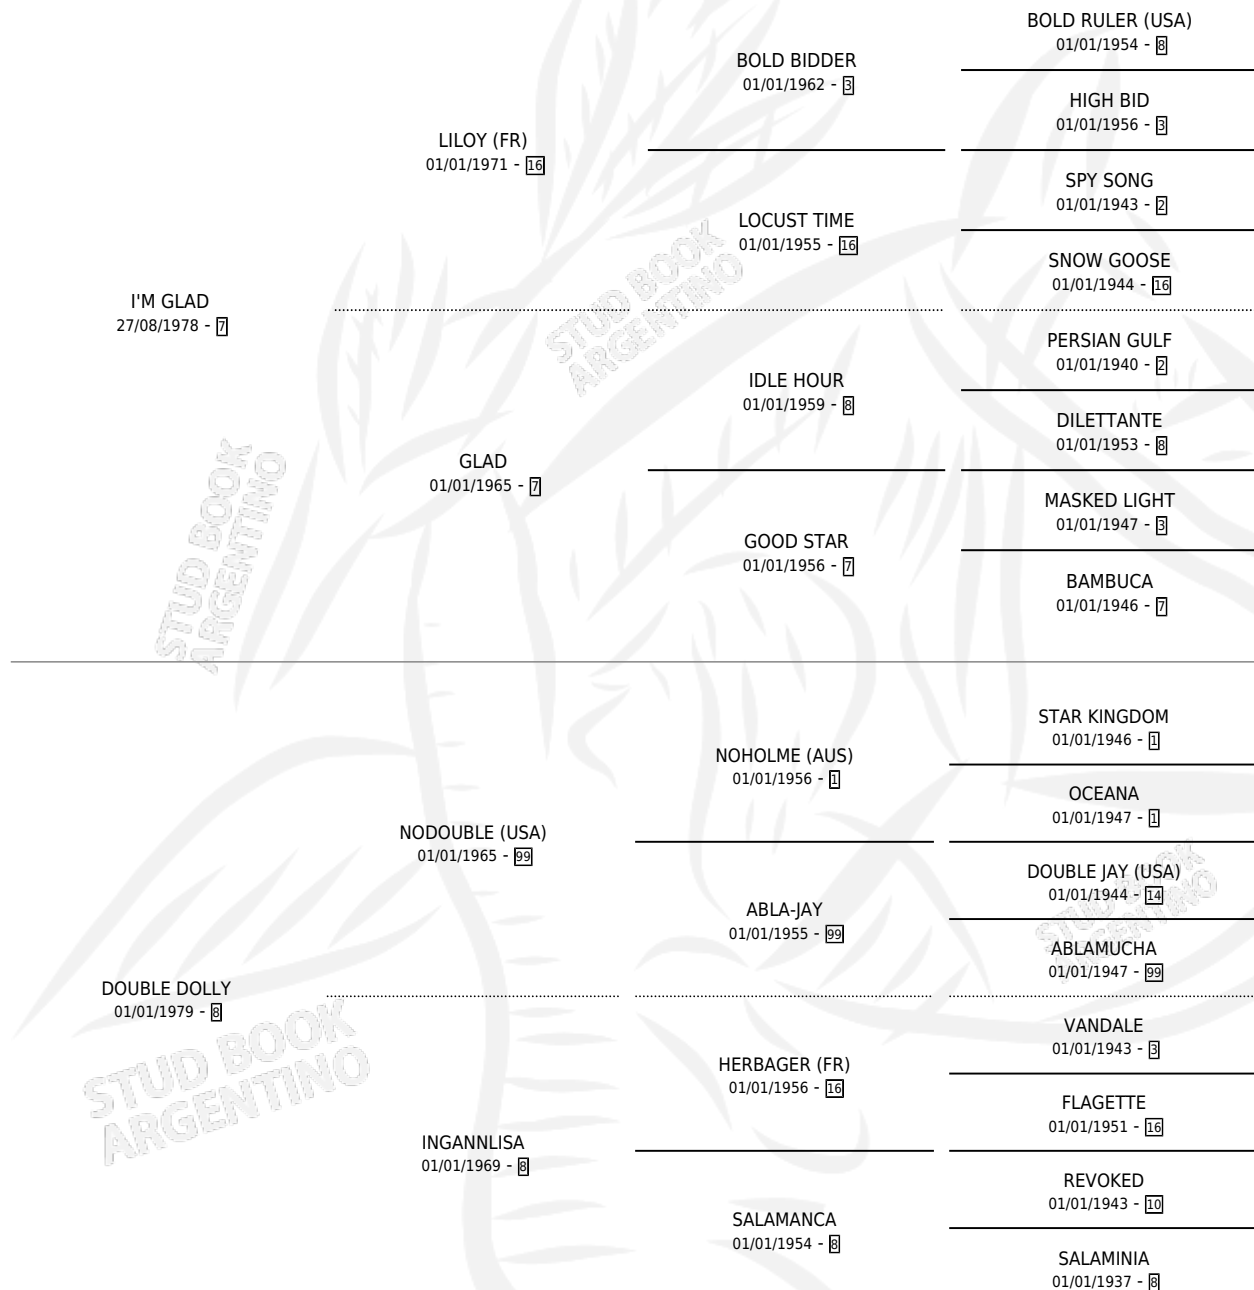 BOLD RULER (USA)
01/01/1954 - 8
BOLD BIDDER
01/01/1962 - 3
HIGH BID
01/01/1956 - 3
LILOY (FR)
01/01/1971 - 16
SPY SONG
01/01/1943 - 2
LOCUST TIME
01/01/1955 - 16
SNOW GOOSE
01/01/1944 - 16
STUD BOOK
ARGENTINO
I'M GLAD
27/08/1978 - 7
PERSIAN GULF
01/01/1940 - 2
IDLE HOUR
01/01/1959 - 8
DILETTANTE
01/01/1953 - 8
GLAD
01/01/1965 - 7
MASKED LIGHT
01/01/1947 - 3
GOOD STAR
01/01/1956 - 7
BAMBUCA
01/01/1946 - 7
STUD BOOK
ARGENTINO
STAR KINGDOM
01/01/1946 - 1
NOHOLME (AUS)
01/01/1956 - 1
OCEANA
01/01/1947 - 1
NODOUBLE (USA)
01/01/1965 - 99
DOUBLE JAY (USA)
01/01/1944 - 14
ABLA-JAY
01/01/1955 - 99
ABLAMUCHA
01/01/1947 - 99
STUD BOOK
ARGENTINO
DOUBLE DOLLY
01/01/1979 - 8
VANDALE
01/01/1943 - 3
HERBAGER (FR)
01/01/1956 - 16
FLAGETTE
01/01/1951 - 16
STUD BOOK
ARGENTINO
INGANNLISA
01/01/1969 - 8
REVOKED
01/01/1943 - 10
SALAMANCA
01/01/1954 - 8
SALAMINIA
01/01/1937 - 8